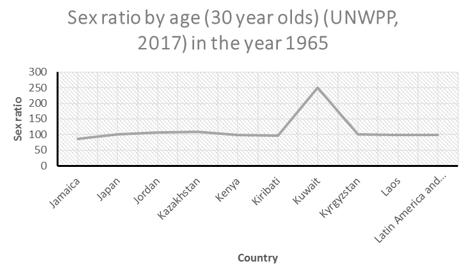 Sex ratio by age (30 year olds) (UNWPP,
2017) in the year 1965
300
250
200
150
100
50
0
Sex ratio
Jamaica
Japan
Jordan
Kazakhstan
Kenya
Kiribati
Kuwait
Kyrgyzstan
Laos
Latin America and...
Country